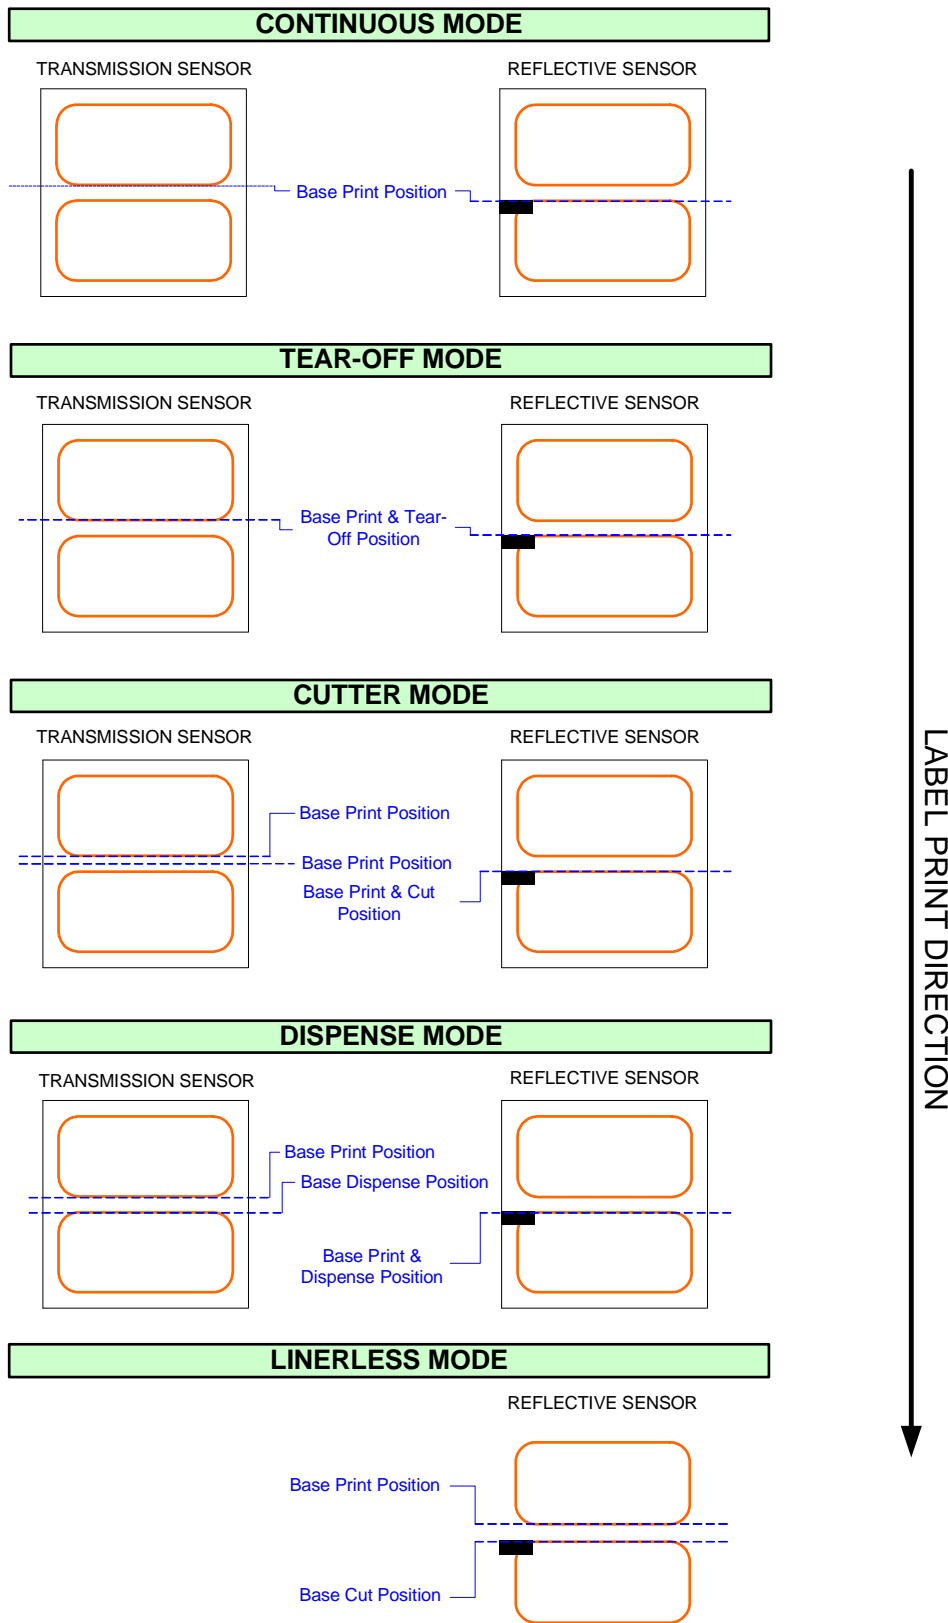 CONTINUOUS MODE
TRANSMISSION SENSOR
REFLECTIVE SENSOR
Base Print Position
TEAR-OFF MODE
TRANSMISSION SENSOR
REFLECTIVE SENSOR
Base Print & Tear-
Off Position
CUTTER MODE
TRANSMISSION SENSOR
REFLECTIVE SENSOR
Base Print Position
Base Print Position
Base Print & Cut
Position
DISPENSE MODE
TRANSMISSION SENSOR
REFLECTIVE SENSOR
Base Print Position
Base Dispense Position
Base Print &
Dispense Position
LINERLESS MODE
REFLECTIVE SENSOR
Base Print Position
Base Cut Position
LABEL PRINT DIRECTION